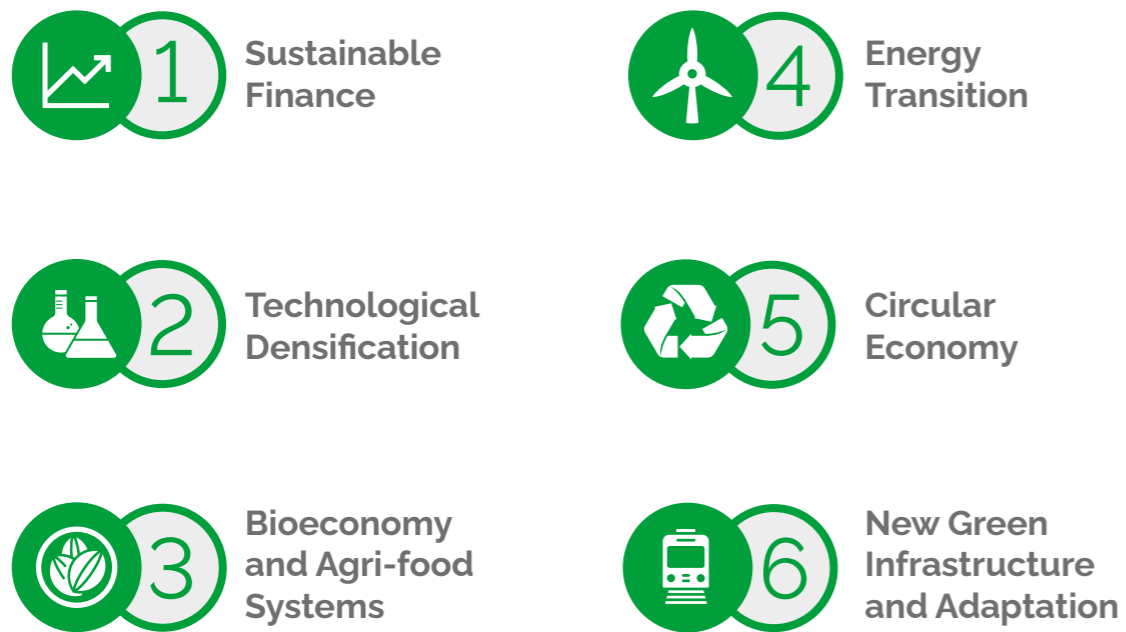 1
Sustainable
Finance
2
Technological
Densification
3
Bioeconomy
and Agri-food
Systems
4
Energy
Transition
5
Circular
Economy
6
New Green
Infrastructure
and Adaptation